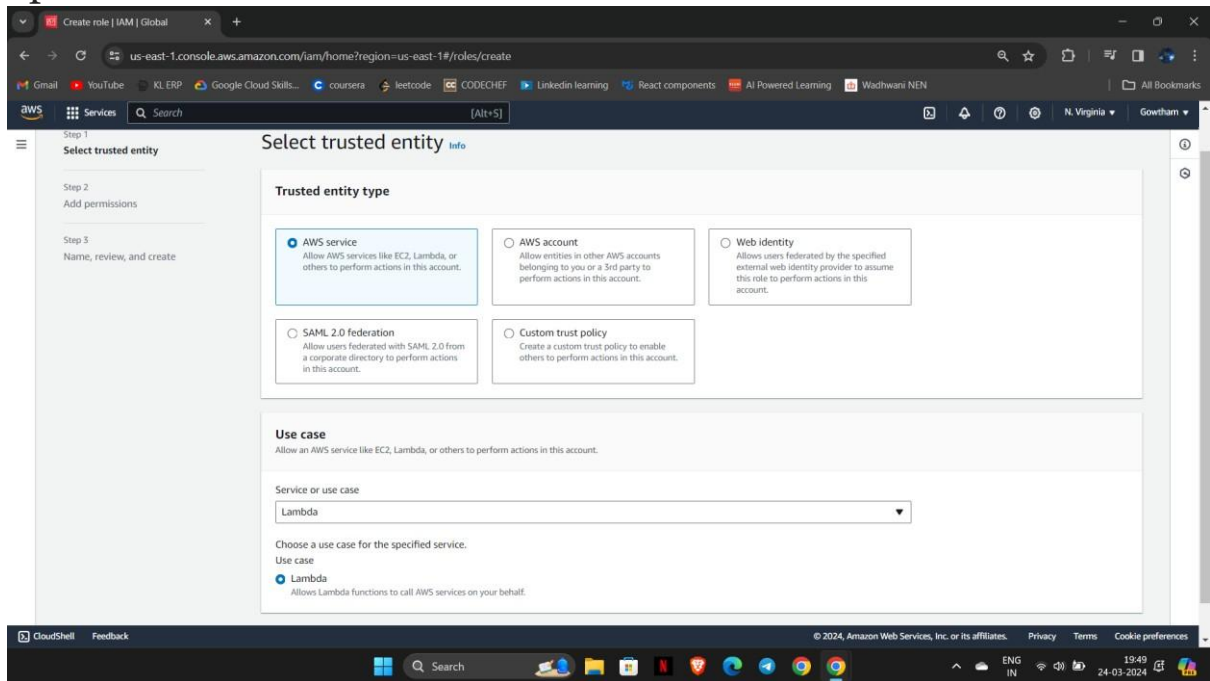 Create role | IAM | Global
us-east-1.console.aws.amazon.com/iam/home?region=us-east-1#/roles/create
Gmail YouTube KL ERP Google Cloud Skills... coursera leetcode CODECHEF Linkedin learning React components AI Powered Learning Wadhwani NEN All Bookmarks
aws Services Search [Alt+S] N. Virginia Gowtham
Step 1
Select trusted entity
Step 2
Add permissions
Step 3
Name, review, and create
Select trusted entity Info
Trusted entity type
AWS service
Allow AWS services like EC2, Lambda, or
others to perform actions in this account.
AWS account
Allow entities in other AWS accounts
belonging to you or a 3rd party to
perform actions in this account.
Web identity
Allows users federated by the specified
external web identity provider to assume
this role to perform actions in this
account.
SAML 2.0 federation
Allow users federated with SAML 2.0 from
a corporate directory to perform actions
in this account.
Custom trust policy
Create a custom trust policy to enable
others to perform actions in this account.
Use case
Allow an AWS service like EC2, Lambda, or others to perform actions in this account.
Service or use case
Lambda
Choose a use case for the specified service.
Use case
Lambda
Allows Lambda functions to call AWS services on your behalf.
CloudShell Feedback © 2024, Amazon Web Services, Inc. or its affiliates. Privacy Terms Cookie preferences
Search ENG 19:49
IN 24-03-2024